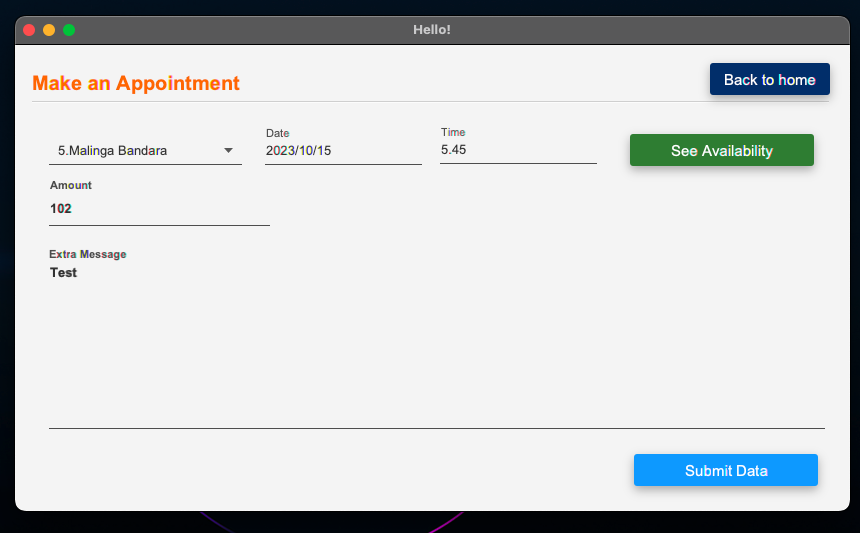 Hello!
Make an Appointment
Back to home
5.Malinga Bandara
Date
2023/10/15
Time
5.45
See Availability
Amount
102
Extra Message
Test
Submit Data